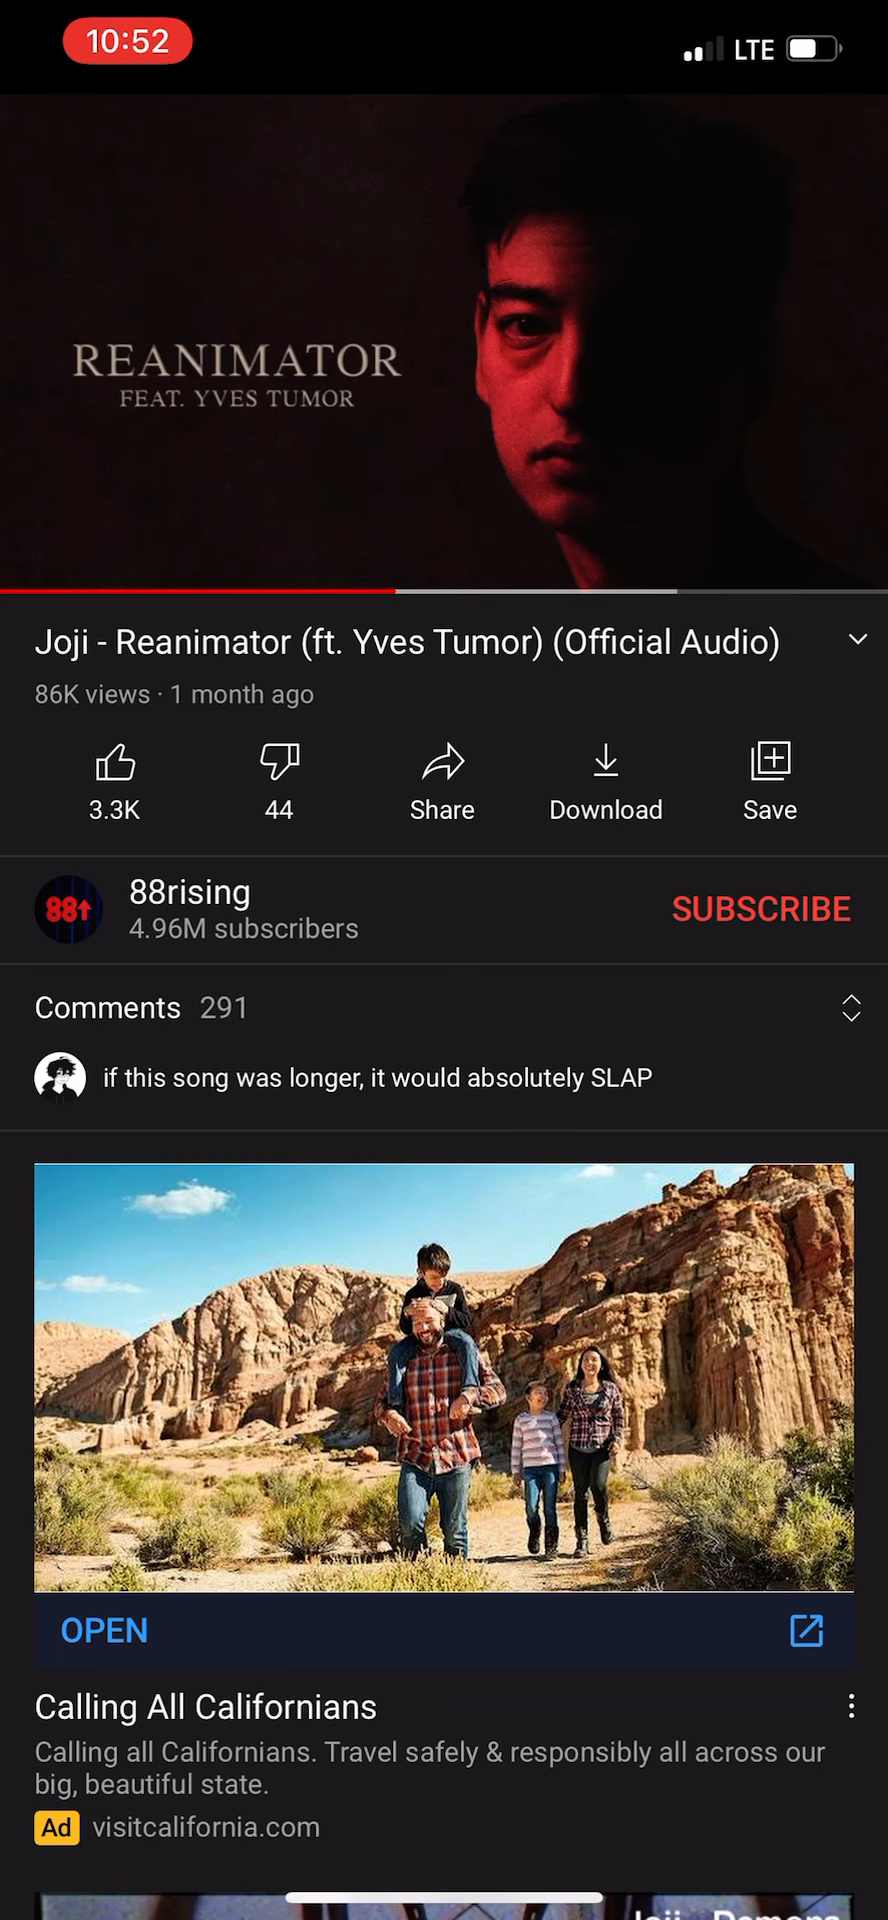 10:52
LTE
REANIMATOR
FEAT. YVES TUMOR
Joji - Reanimator (ft. Yves Tumor) (Official Audio)
86K views · 1 month ago
3.3K
44
Share
Download
Save
88↑
88rising
4.96M subscribers
SUBSCRIBE
Comments 291
if this song was longer, it would absolutely SLAP
OPEN
Calling All Californians
Calling all Californians. Travel safely & responsibly all across our
big, beautiful state.
Ad visitcalifornia.com